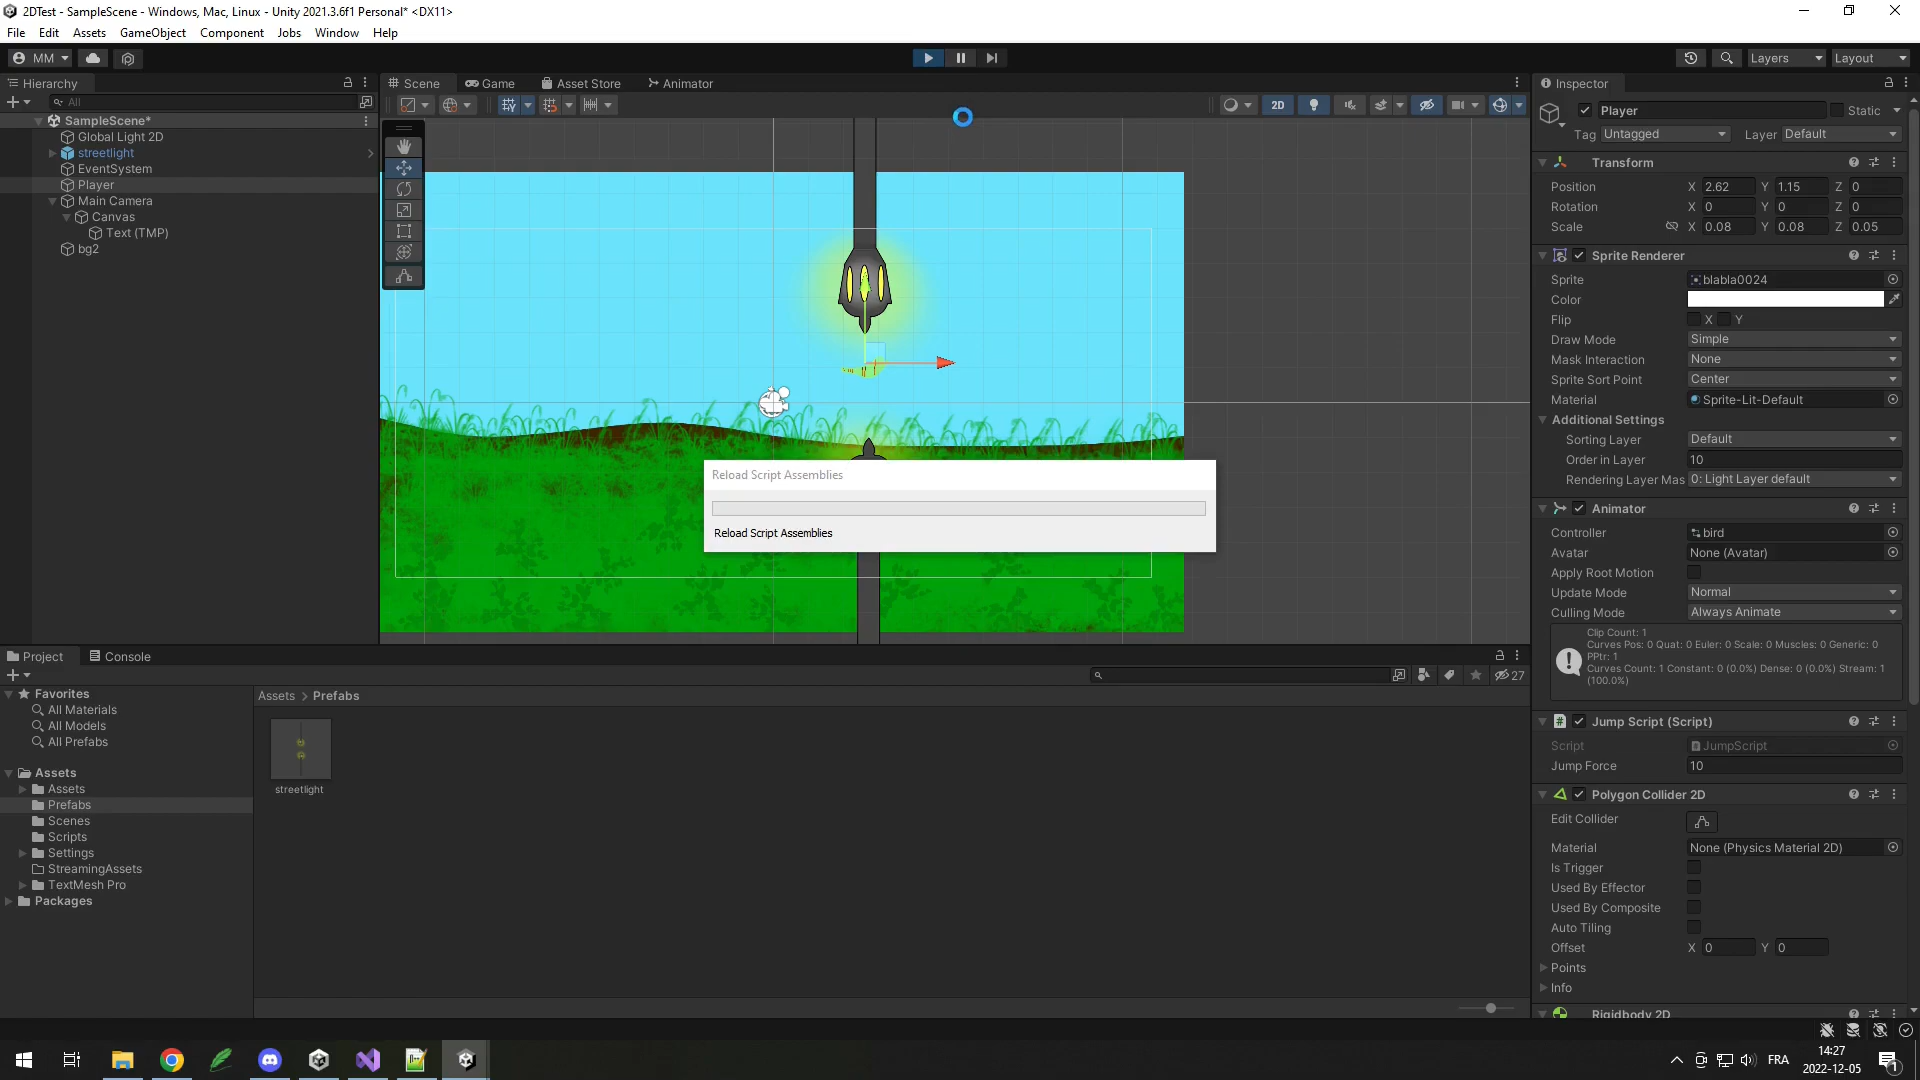 2DTest - SampleScene - Windows, Mac, Linux - Unity 2021.3.6f1 Personal* <DX11>
File Edit Assets GameObject Component Jobs Window Help
MM Layers Layout
Hierarchy
All
SampleScene*
Global Light 2D
streetlight
EventSystem
Player
Main Camera
Canvas
Text (TMP)
bg2
Scene Game Asset Store Animator
2D
Reload Script Assemblies
Reload Script Assemblies
Inspector
Player Static
Tag Untagged Layer Default
Transform
Position X 2.62 Y 1.15 Z 0
Rotation X 0 Y 0 Z 0
Scale X 0.08 Y 0.08 Z 0.05
Sprite Renderer
Sprite blabla0024
Color
Flip X Y
Draw Mode Simple
Mask Interaction None
Sprite Sort Point Center
Material Sprite-Lit-Default
Additional Settings
Sorting Layer Default
Order in Layer 10
Rendering Layer Mas 0: Light Layer default
Animator
Controller bird
Avatar None (Avatar)
Apply Root Motion
Update Mode Normal
Culling Mode Always Animate
Clip Count: 1
Curves Pos: 0 Quat: 0 Euler: 0 Scale: 0 Muscles: 0 Generic: 0
PPtr: 1
Curves Count: 1 Constant: 0 (0.0%) Dense: 0 (0.0%) Stream: 1
(100.0%)
Jump Script (Script)
Script JumpScript
Jump Force 10
Polygon Collider 2D
Edit Collider
Material None (Physics Material 2D)
Is Trigger
Used By Effector
Used By Composite
Auto Tiling
Offset X 0 Y 0
Points
Info
Rigidbody 2D
Project Console
27
Favorites
All Materials
All Models
All Prefabs
Assets
Assets
Prefabs
Scenes
Scripts
Settings
StreamingAssets
TextMesh Pro
Packages
Assets > Prefabs
streetlight
FRA
14:27
2022-12-05
1